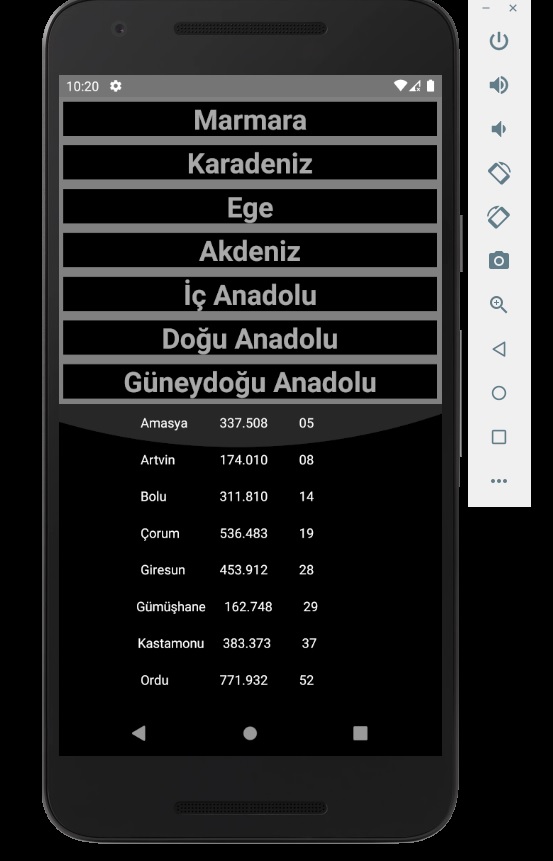 10:20
Marmara
Karadeniz
Ege
Akdeniz
İç Anadolu
Doğu Anadolu
Güneydoğu Anadolu
Amasya 337.508 05
Artvin 174.010 08
Bolu 311.810 14
Çorum 536.483 19
Giresun 453.912 28
Gümüşhane 162.748 29
Kastamonu 383.373 37
Ordu 771.932 52